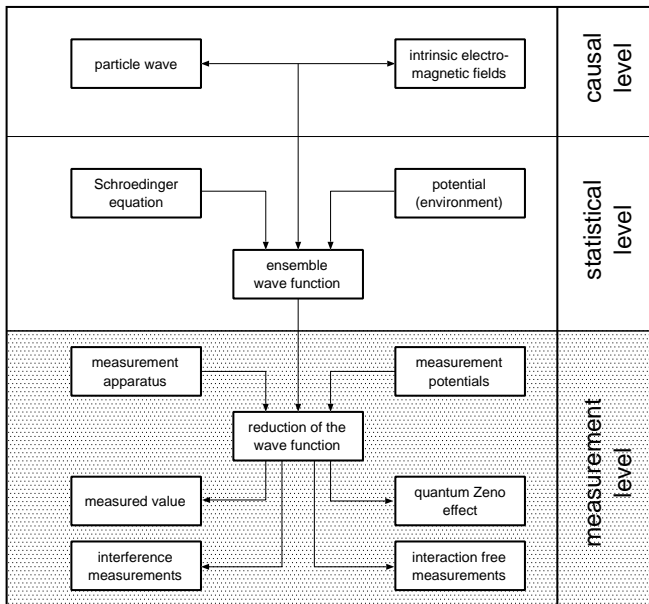 particle wave
intrinsic electro-
magnetic fields
causal
level
Schroedinger
equation
potential
(environment)
ensemble
wave function
statistical
level
measurement
apparatus
measurement
potentials
reduction of the
wave function
measured value
quantum Zeno
effect
interference
measurements
interaction free
measurements
measurement
level